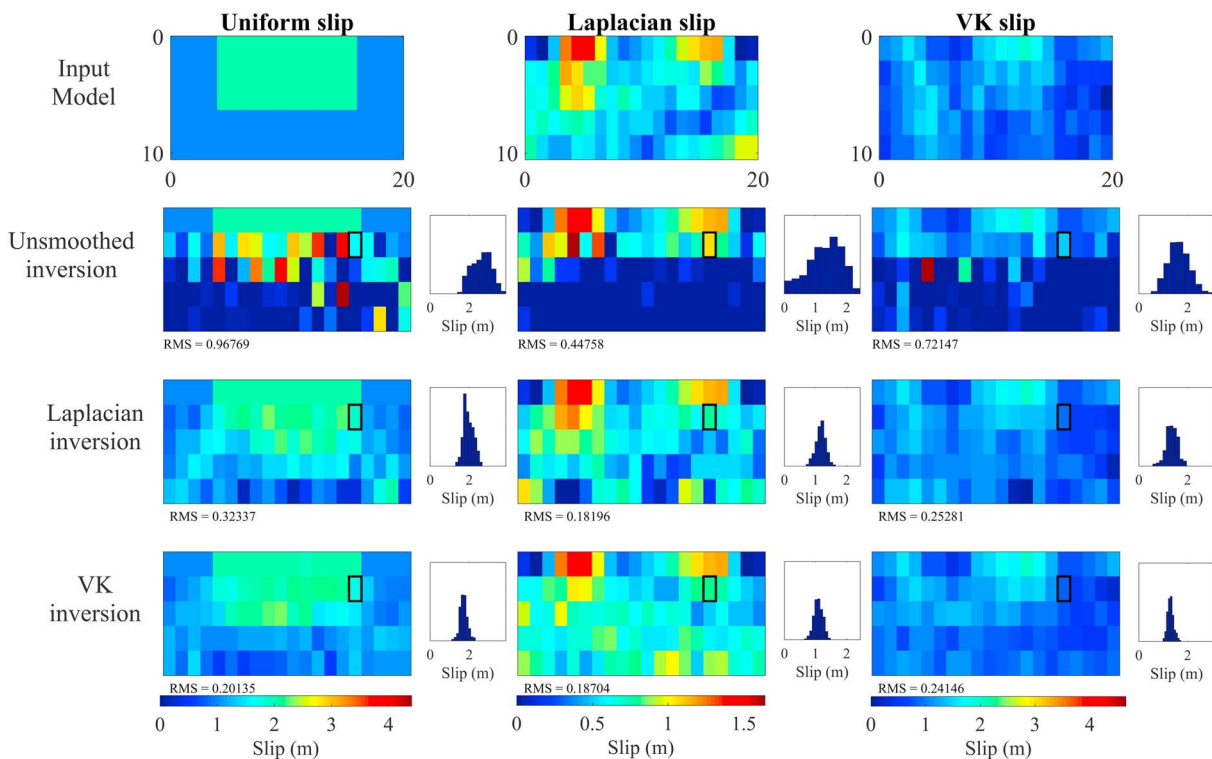 Uniform slip
Laplacian slip
VK slip
Input
Model
0
10
0
20
0
10
0
20
0
10
0
20
Unsmoothed
inversion
0
2
Slip (m)
0
1
2
Slip (m)
0
2
Slip (m)
RMS = 0.96769
RMS = 0.44758
RMS = 0.72147
Laplacian
inversion
0
2
Slip (m)
0
1
2
Slip (m)
0
2
Slip (m)
RMS = 0.32337
RMS = 0.18196
RMS = 0.25281
VK
inversion
0
2
Slip (m)
0
1
2
Slip (m)
0
2
Slip (m)
RMS = 0.20135
RMS = 0.18704
RMS = 0.24146
0
1
2
3
4
Slip (m)
0
0.5
1
1.5
Slip (m)
0
1
2
3
4
Slip (m)